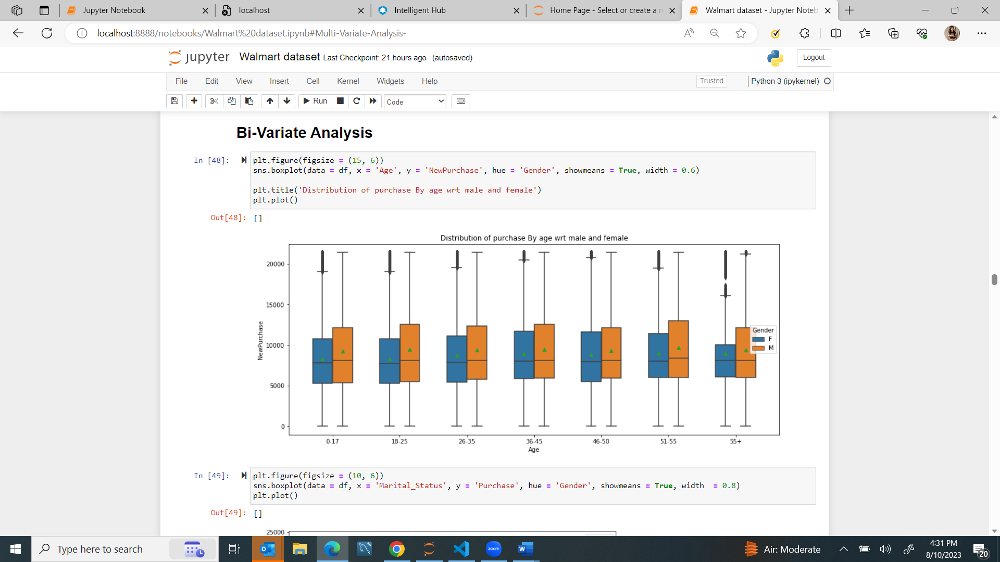 Jupyter Notebook
localhost
Intelligent Hub
Home Page - Select or create a n
Walmart dataset - Jupyter Noteb
localhost:8888/notebooks/Walmart%20dataset.ipynb#Multi-Variate-Analysis-
jupyter Walmart dataset Last Checkpoint: 21 hours ago (autosaved)
Logout
File Edit View Insert Cell Kernel Widgets Help
Trusted
Python 3 (ipykernel)
Run
Code
Bi-Variate Analysis
In [48]:
plt.figure(figsize = (15, 6))
sns.boxplot(data = df, x = 'Age', y = 'NewPurchase', hue = 'Gender', showmeans = True, width = 0.6)
plt.title('Distribution of purchase By age wrt male and female')
plt.plot()
Out[48]: []
Distribution of purchase By age wrt male and female
20000
15000
10000
5000
0
NewPurchase
Gender
F
M
0-17 18-25 26-35 36-45 46-50 51-55 55+
Age
In [49]:
plt.figure(figsize = (10, 6))
sns.boxplot(data = df, x = 'Marital_Status', y = 'Purchase', hue = 'Gender', showmeans = True, width  = 0.8)
plt.plot()
Out[49]: []
25000
Type here to search
zoom
Air: Moderate
4:31 PM
8/10/2023
20